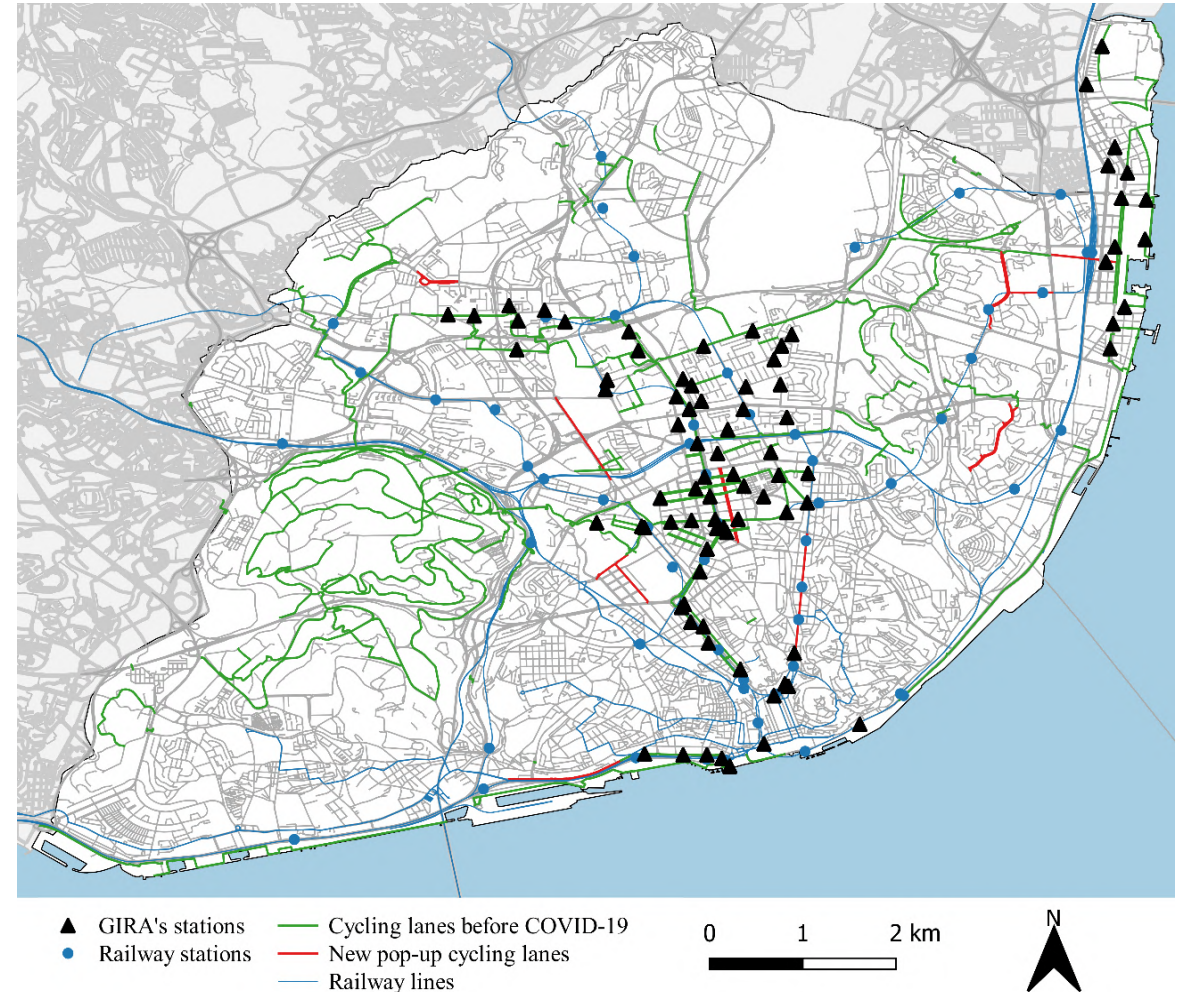 GIRA's stations
Railway stations
Cycling lanes before COVID-19
New pop-up cycling lanes
Railway lines
0 1 2 km
N